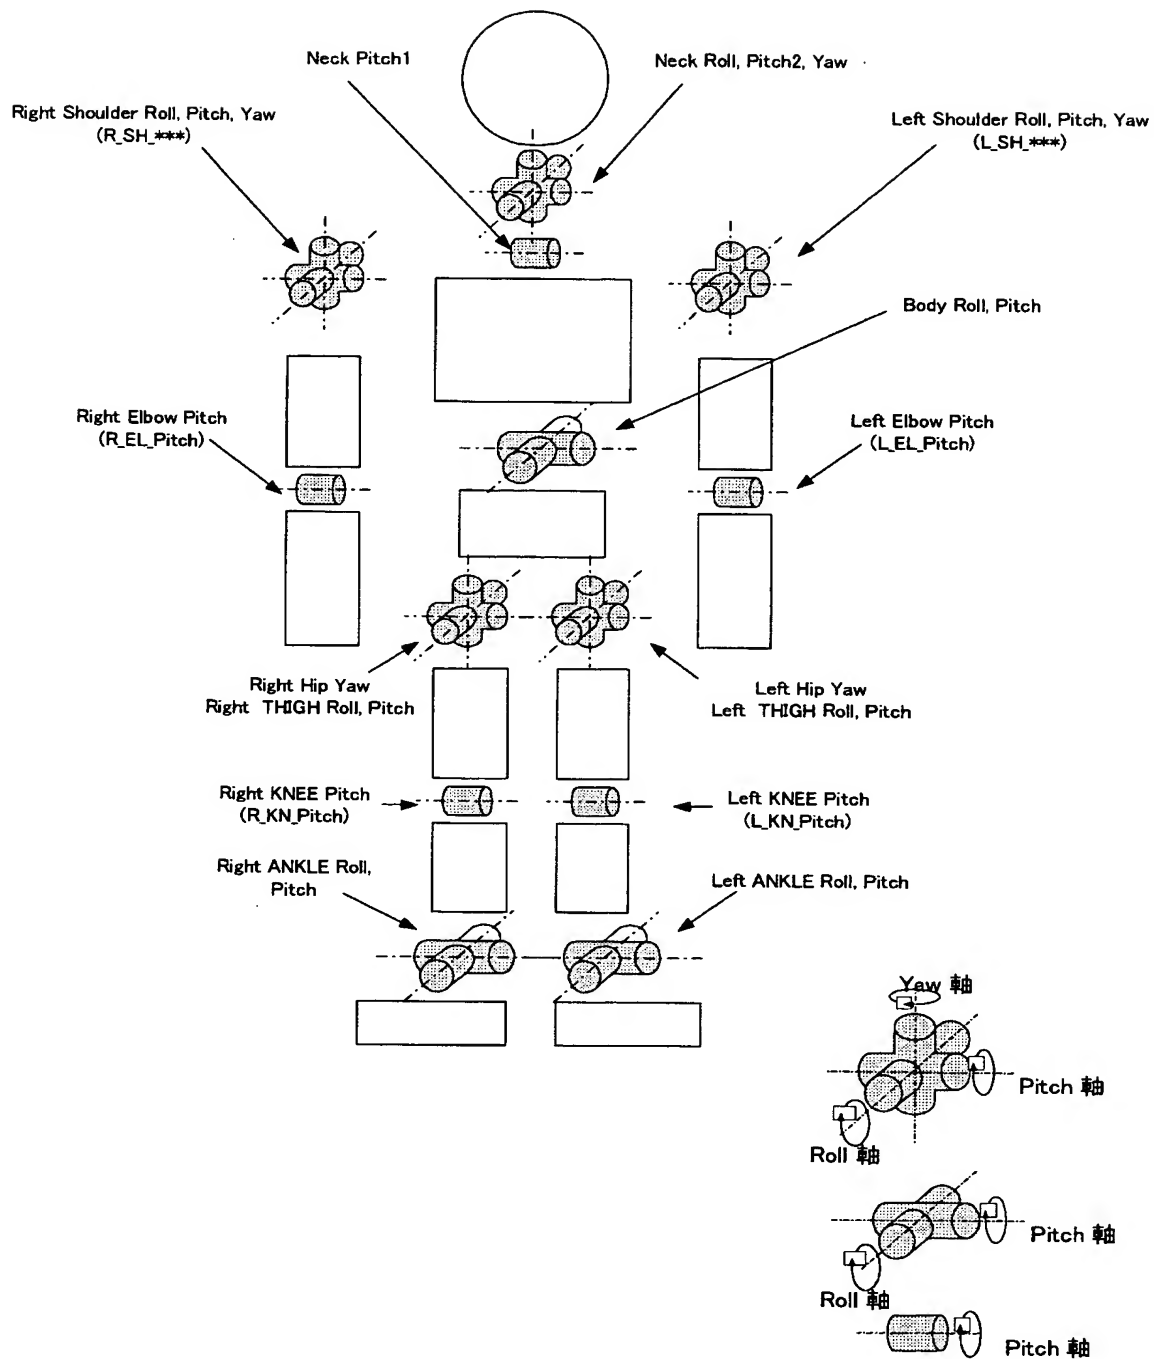 Neck Pitch1
Neck Roll, Pitch2, Yaw
Right Shoulder Roll, Pitch, Yaw
(R_SH_***)
Left Shoulder Roll, Pitch, Yaw
(L_SH_***)
Body Roll, Pitch
Right Elbow Pitch
(R_EL_Pitch)
Left Elbow Pitch
(L_EL_Pitch)
Right Hip Yaw
Right THIGH Roll, Pitch
Left Hip Yaw
Left THIGH Roll, Pitch
Right KNEE Pitch
(R_KN_Pitch)
Left KNEE Pitch
(L_KN_Pitch)
Right ANKLE Roll,
Pitch
Left ANKLE Roll, Pitch
Yaw 軸
Pitch 軸
Roll 軸
Pitch 軸
Roll 軸
Pitch 軸